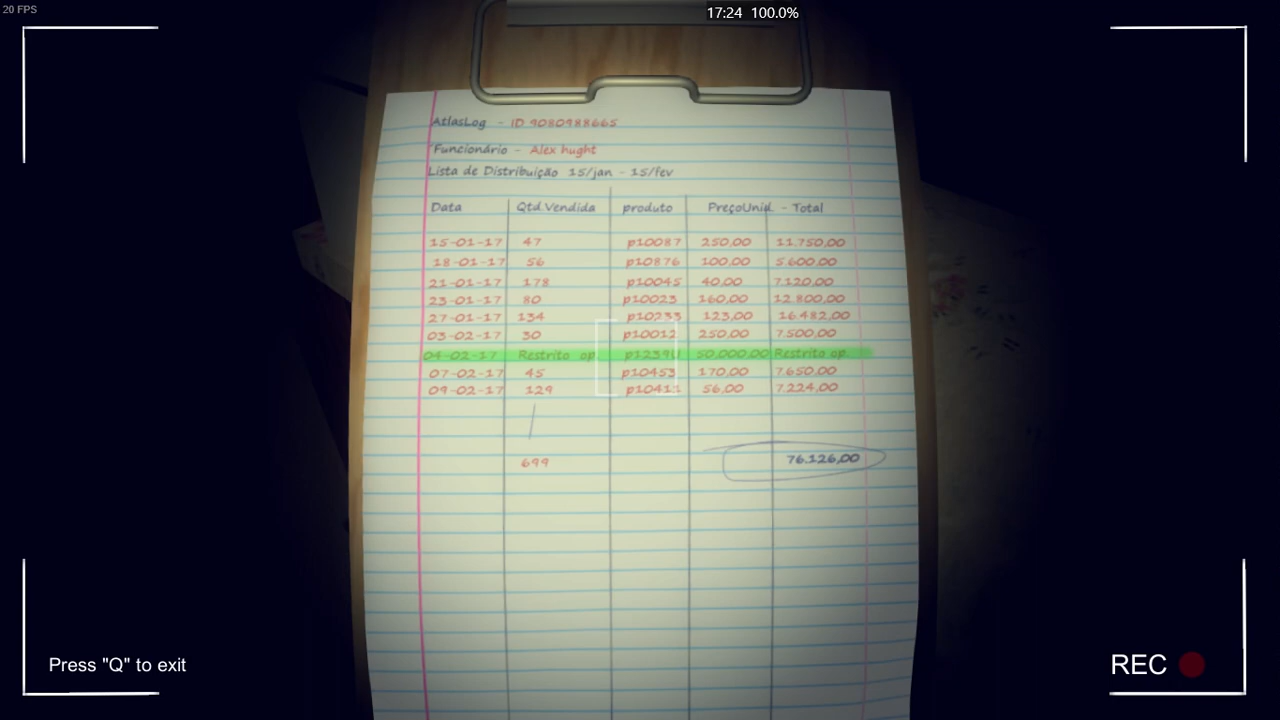 20 FPS
17:24 100.0%
AtlasLog - ID 9080988665
Funcionário - Alex hught
Lista de Distribuição 15/jan - 15/fev
Data Qtd.Vendida produto PreçoUnid. - Total
15-01-17 47 p10087 250,00 11.750,00
18-01-17 56 p10876 100,00 5.600,00
21-01-17 178 p10045 40,00 7.120,00
23-01-17 80 p10023 160,00 12.800,00
27-01-17 134 p10233 123,00 16.482,00
03-02-17 30 p10012 250,00 7.500,00
04-02-17 Restrito op. 50,000,00 Restrito op.
07-02-17 45 p10453 170,00 7.650,00
09-02-17 129 p10411 56,00 7.224,00
699 76.126,00
Press "Q" to exit
REC